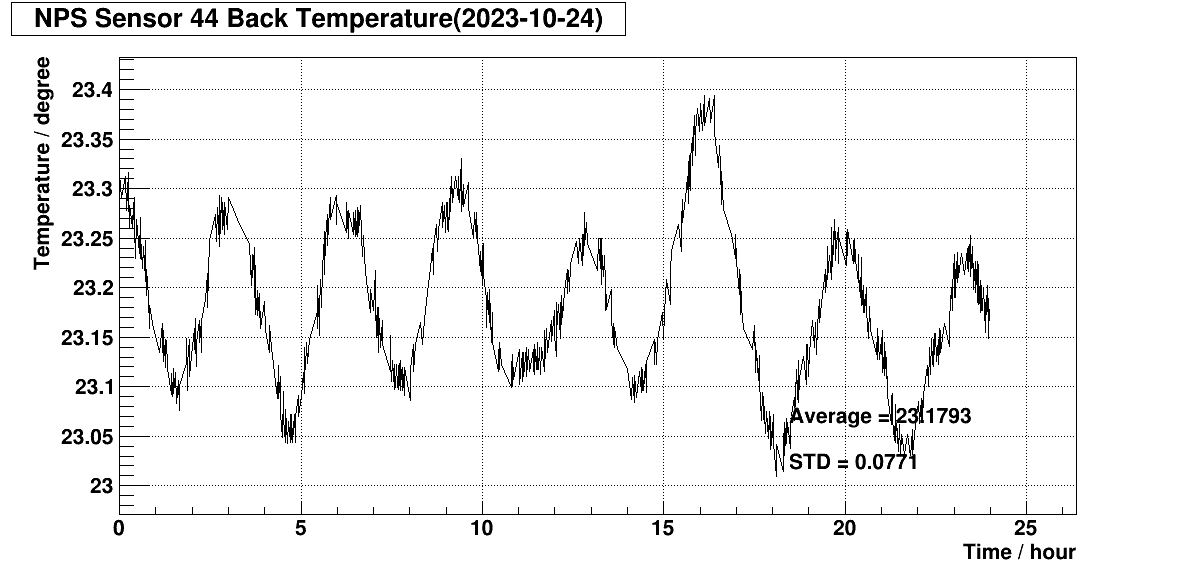 NPS Sensor 44 Back Temperature(2023-10-24)
Temperature / degree
23.4
23.35
23.3
23.25
23.2
23.15
23.1
23.05
23
Average = 23.1793
STD = 0.0771
0 5 10 15 20 25
Time / hour